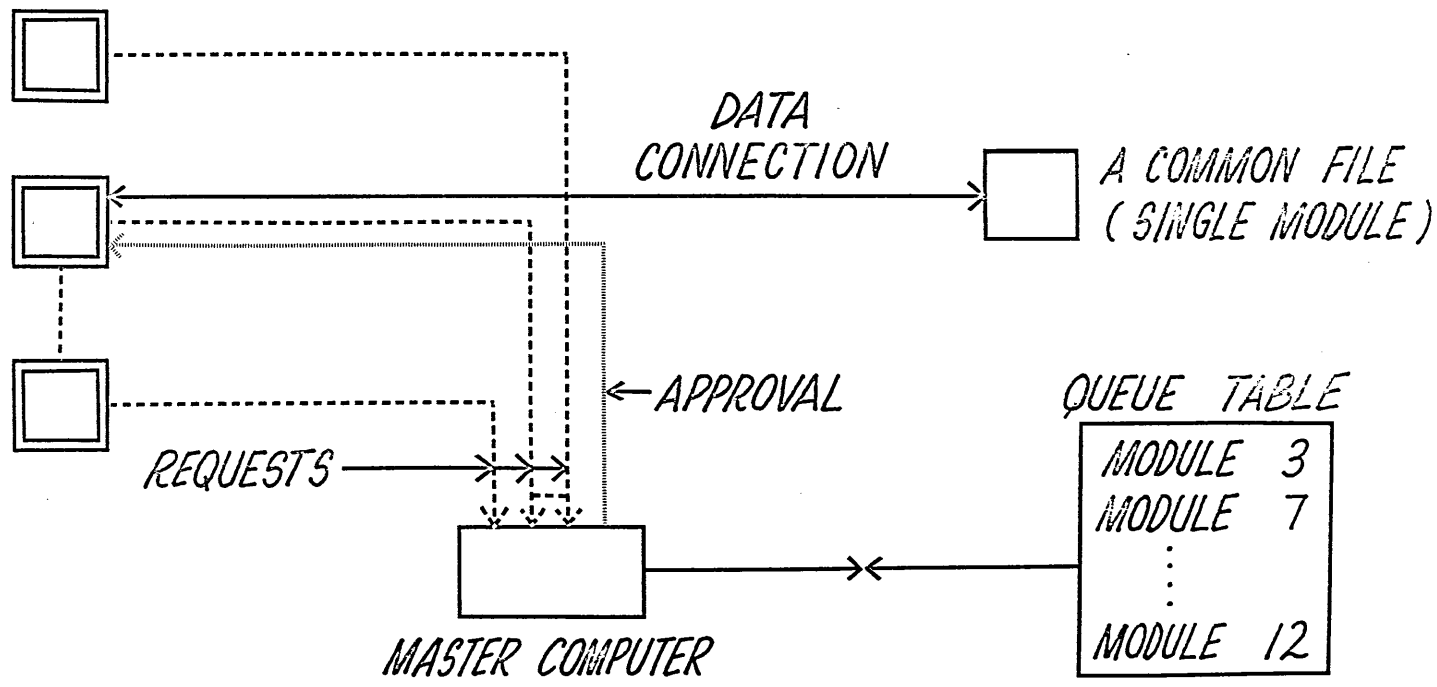 DATA
CONNECTION
A COMMON FILE
(SINGLE MODULE)
APPROVAL
REQUESTS
MASTER COMPUTER
QUEUE TABLE
MODULE 3
MODULE 7
MODULE 12